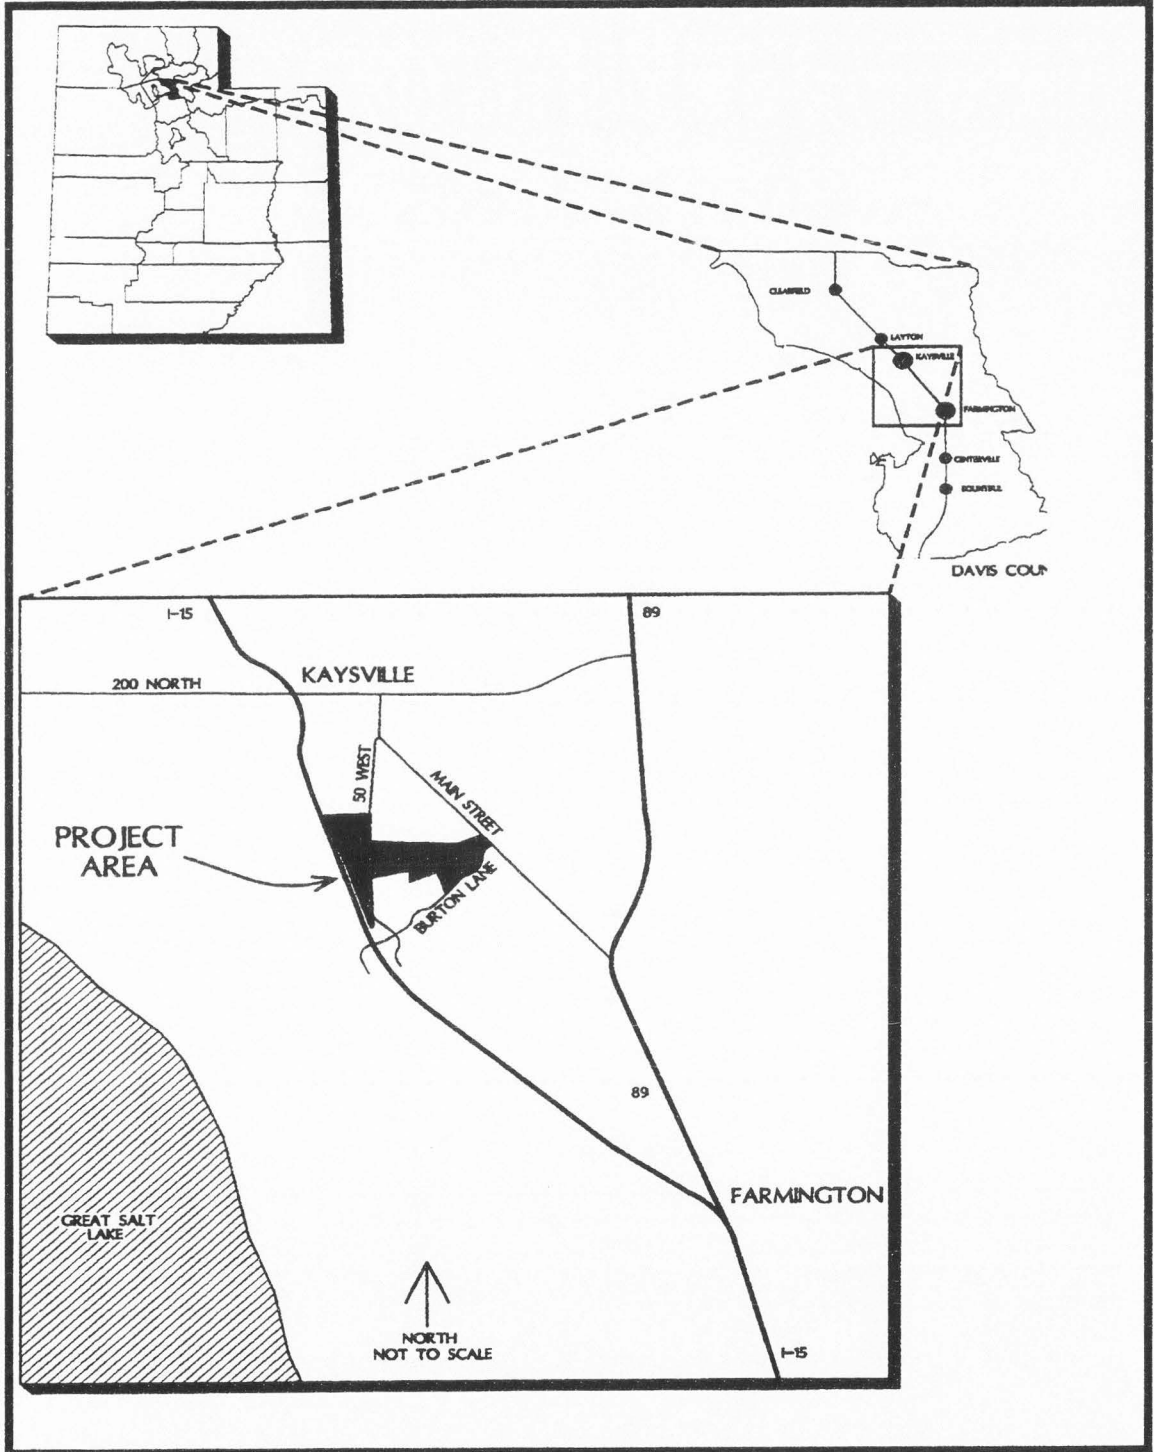 CLEARFIELD
LAYTON
KAYSVILLE
FARMINGTON
CENTERVILLE
BOUNTIFUL
DAVIS COUN
I-15
89
200 NORTH
KAYSVILLE
50 WEST
MAIN STREET
PROJECT
AREA
BURTON LANE
89
FARMINGTON
GREAT SALT
LAKE
NORTH
NOT TO SCALE
I-15